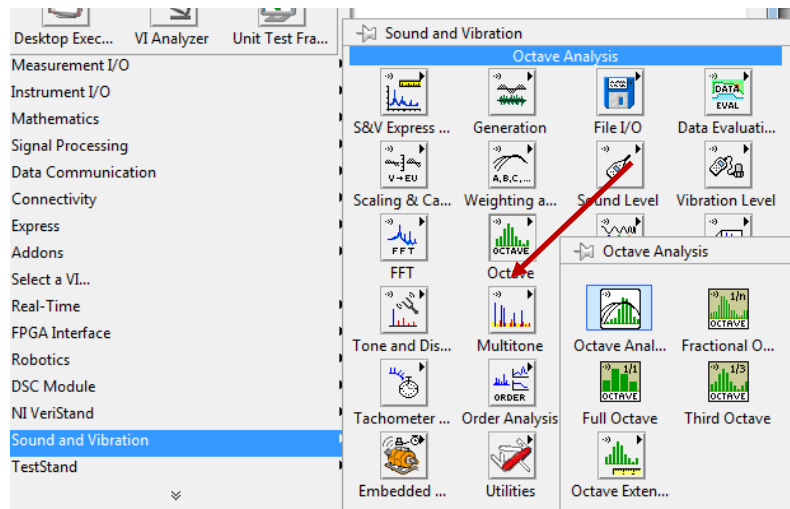 Desktop Exec... VI Analyzer Unit Test Fra...
Measurement I/O
Instrument I/O
Mathematics
Signal Processing
Data Communication
Connectivity
Express
Addons
Select a VI...
Real-Time
FPGA Interface
Robotics
DSC Module
NI VeriStand
Sound and Vibration
TestStand
Sound and Vibration
Octave Analysis
DATA
EVAL
S&V Express ... Generation File I/O Data Evaluati...
V→EU A,B,C,...
Scaling & Ca... Weighting a... Sound Level Vibration Level
FFT OCTAVE
FFT Octave
Tone and Dis... Multitone
ORDER
Tachometer ... Order Analysis
Embedded ... Utilities
Octave Analysis
1/n
OCTAVE
Octave Anal... Fractional O...
1/1 1/3
OCTAVE OCTAVE
Full Octave Third Octave
Octave Exten...